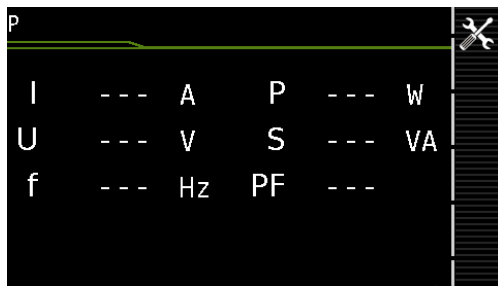 P
I --- A P --- W
U --- V S --- VA
f --- Hz PF ---